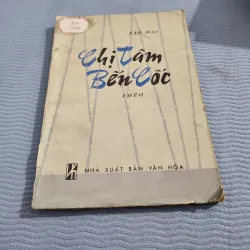 TÀO MẠT
Chị Tâm
Bến Cốc
CHÈO
NHÀ XUẤT BẢN VĂN HÓA